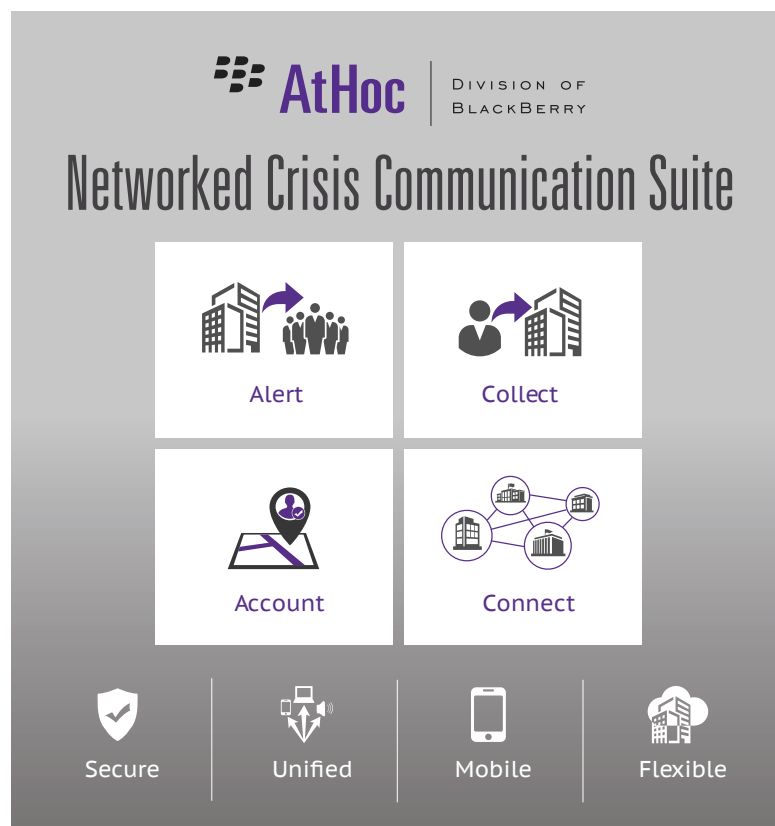 AtHoc
DIVISION OF
BLACKBERRY
Networked Crisis Communication Suite
Alert
Collect
Account
Connect
Secure
Unified
Mobile
Flexible